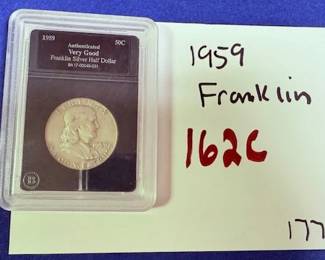 1959 50C
Authenticated
Very Good
Franklin Silver Half Dollar
1959
Franklin
162C
177